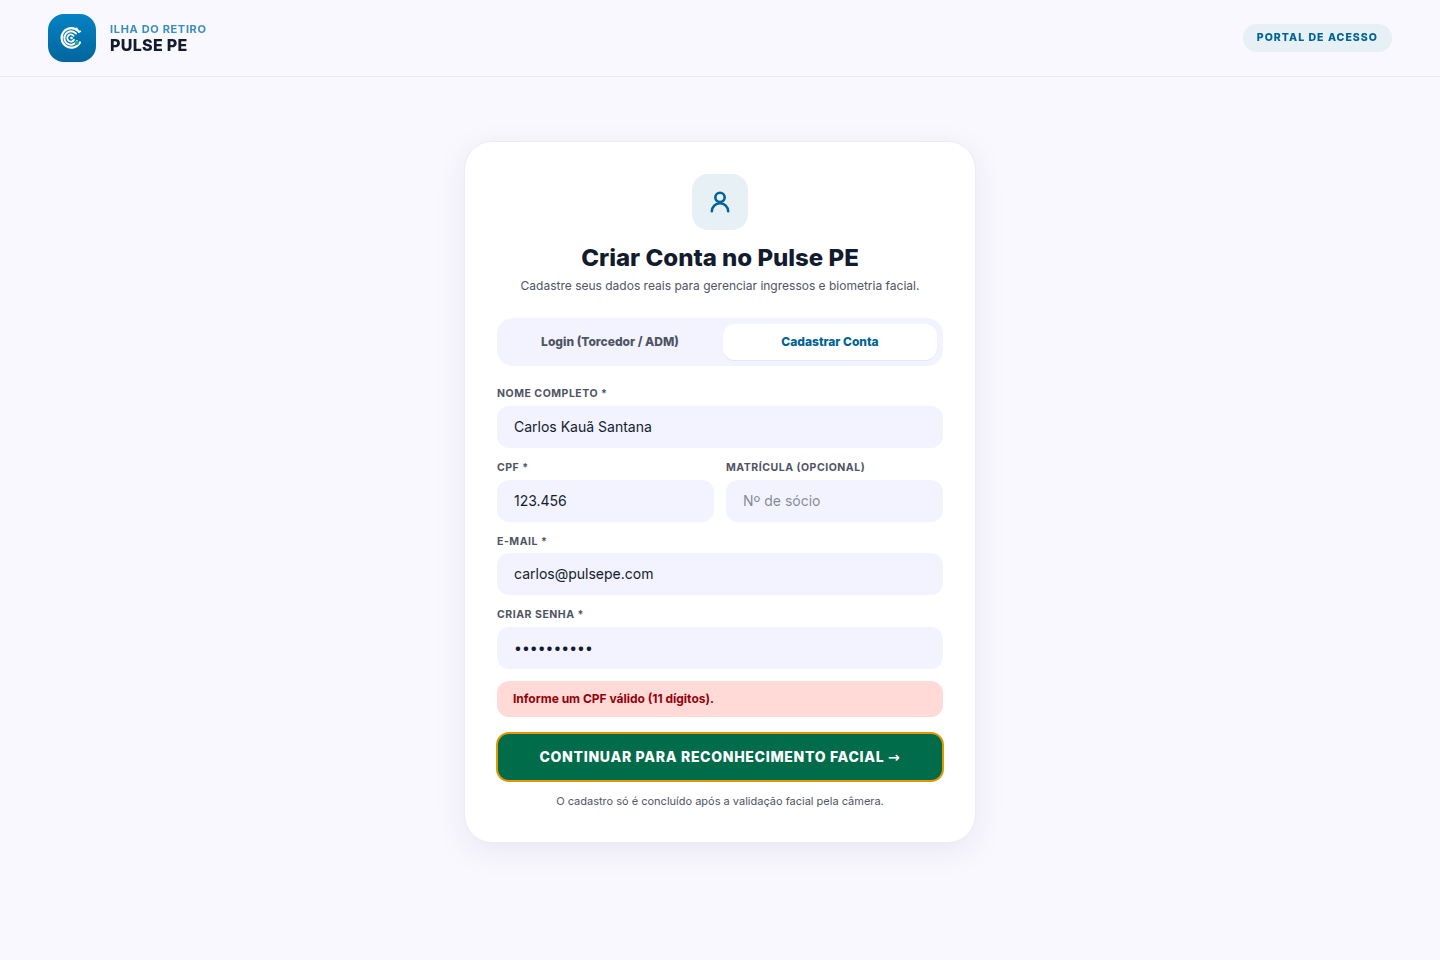 ILHA DO RETIRO
PULSE PE
PORTAL DE ACESSO
Criar Conta no Pulse PE
Cadastre seus dados reais para gerenciar ingressos e biometria facial.
Login (Torcedor / ADM)
Cadastrar Conta
NOME COMPLETO *
Carlos Kauã Santana
CPF *
MATRÍCULA (OPCIONAL)
123.456
Nº de sócio
E-MAIL *
carlos@pulsepe.com
CRIAR SENHA *
••••••••••
Informe um CPF válido (11 dígitos).
CONTINUAR PARA RECONHECIMENTO FACIAL →
O cadastro só é concluído após a validação facial pela câmera.